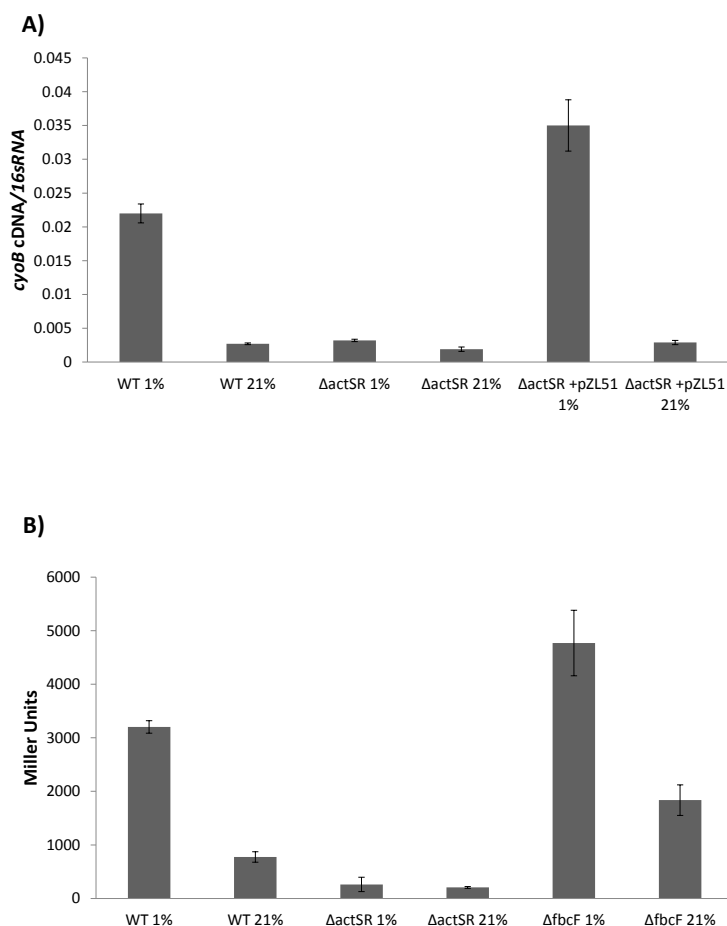 A)
cyoB cDNA/16sRNA
0.045
0.04
0.035
0.03
0.025
0.02
0.015
0.01
0.005
0
WT 1%
WT 21%
ΔactSR 1%
ΔactSR 21%
ΔactSR +pZL51
1%
ΔactSR +pZL51
21%
B)
Miller Units
6000
5000
4000
3000
2000
1000
0
WT 1%
WT 21%
ΔactSR 1%
ΔactSR 21%
ΔfbcF 1%
ΔfbcF 21%